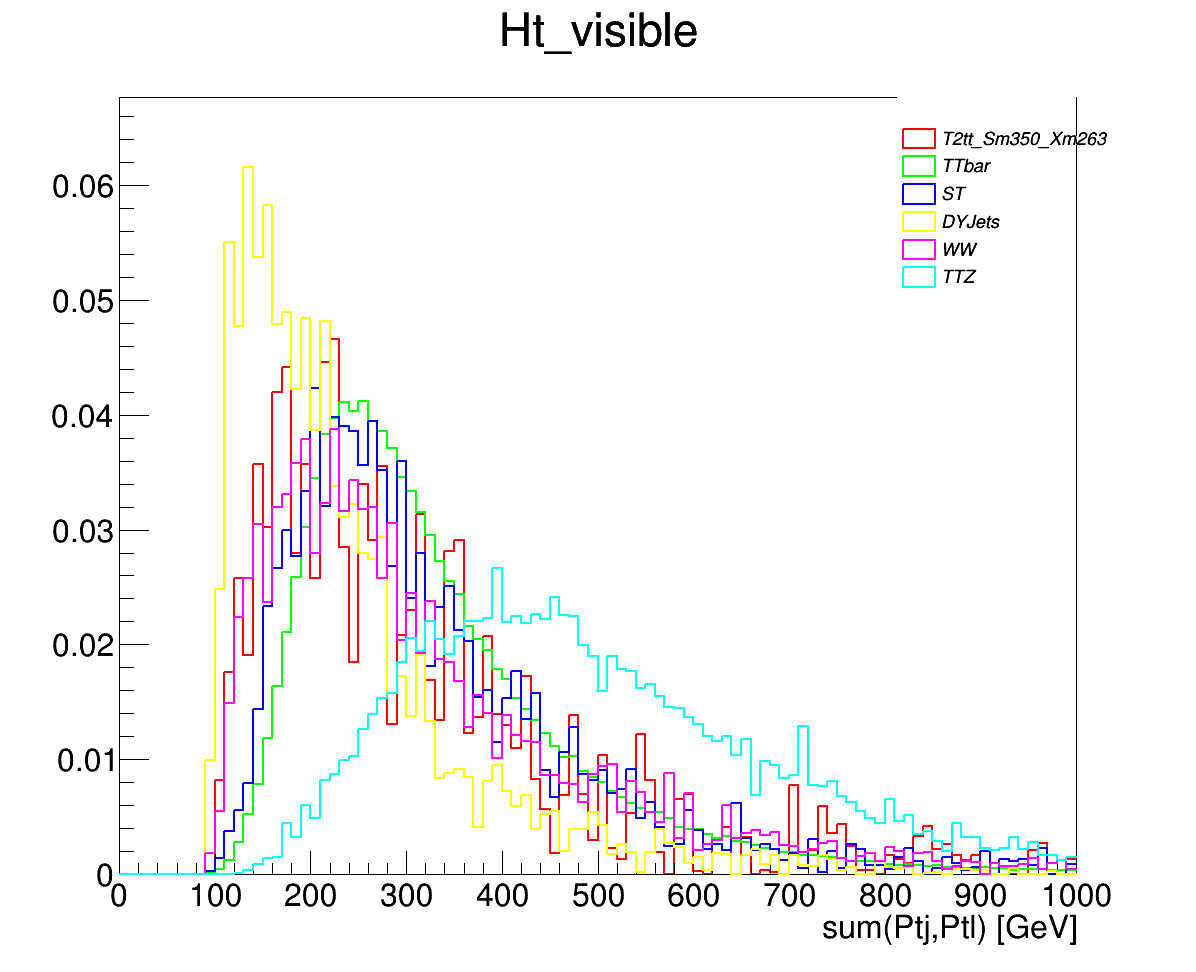 Ht_visible
T2tt_Sm350_Xm263
TTbar
ST
DYJets
WW
TTZ
0.06
0.05
0.04
0.03
0.02
0.01
0
0 100 200 300 400 500 600 700 800 900 1000
sum(Ptj,Ptl) [GeV]